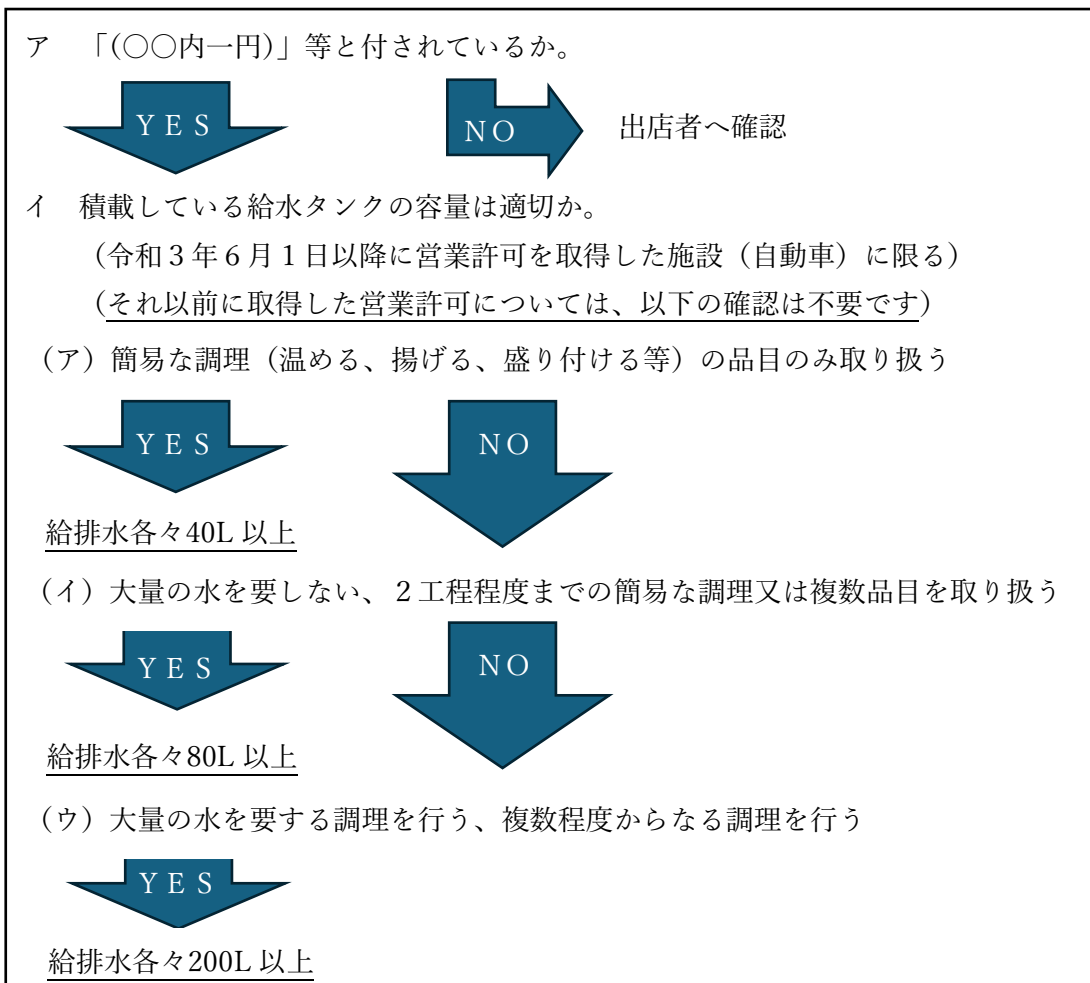 ア 「(○○内一円)」等と付されているか。
ＹＥＳ
ＮＯ
出店者へ確認
イ 積載している給水タンクの容量は適切か。
（令和３年６月１日以降に営業許可を取得した施設（自動車）に限る）
（それ以前に取得した営業許可については、以下の確認は不要です）
（ア）簡易な調理（温める、揚げる、盛り付ける等）の品目のみ取り扱う
ＹＥＳ
ＮＯ
給排水各々40L 以上
（イ）大量の水を要しない、２工程程度までの簡易な調理又は複数品目を取り扱う
ＹＥＳ
ＮＯ
給排水各々80L 以上
（ウ）大量の水を要する調理を行う、複数程度からなる調理を行う
ＹＥＳ
給排水各々200L 以上